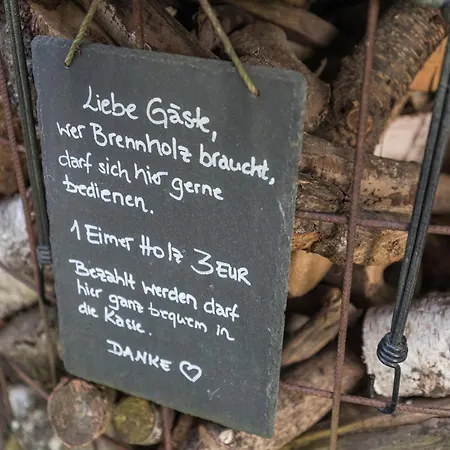 Liebe Gäste,
wer Brennholz braucht,
darf sich hier gerne
bedienen.
1 Eimer Holz 3 EUR
Bezahlt werden darf
hier ganz bequem in
die Kasse.
DANKE ♡